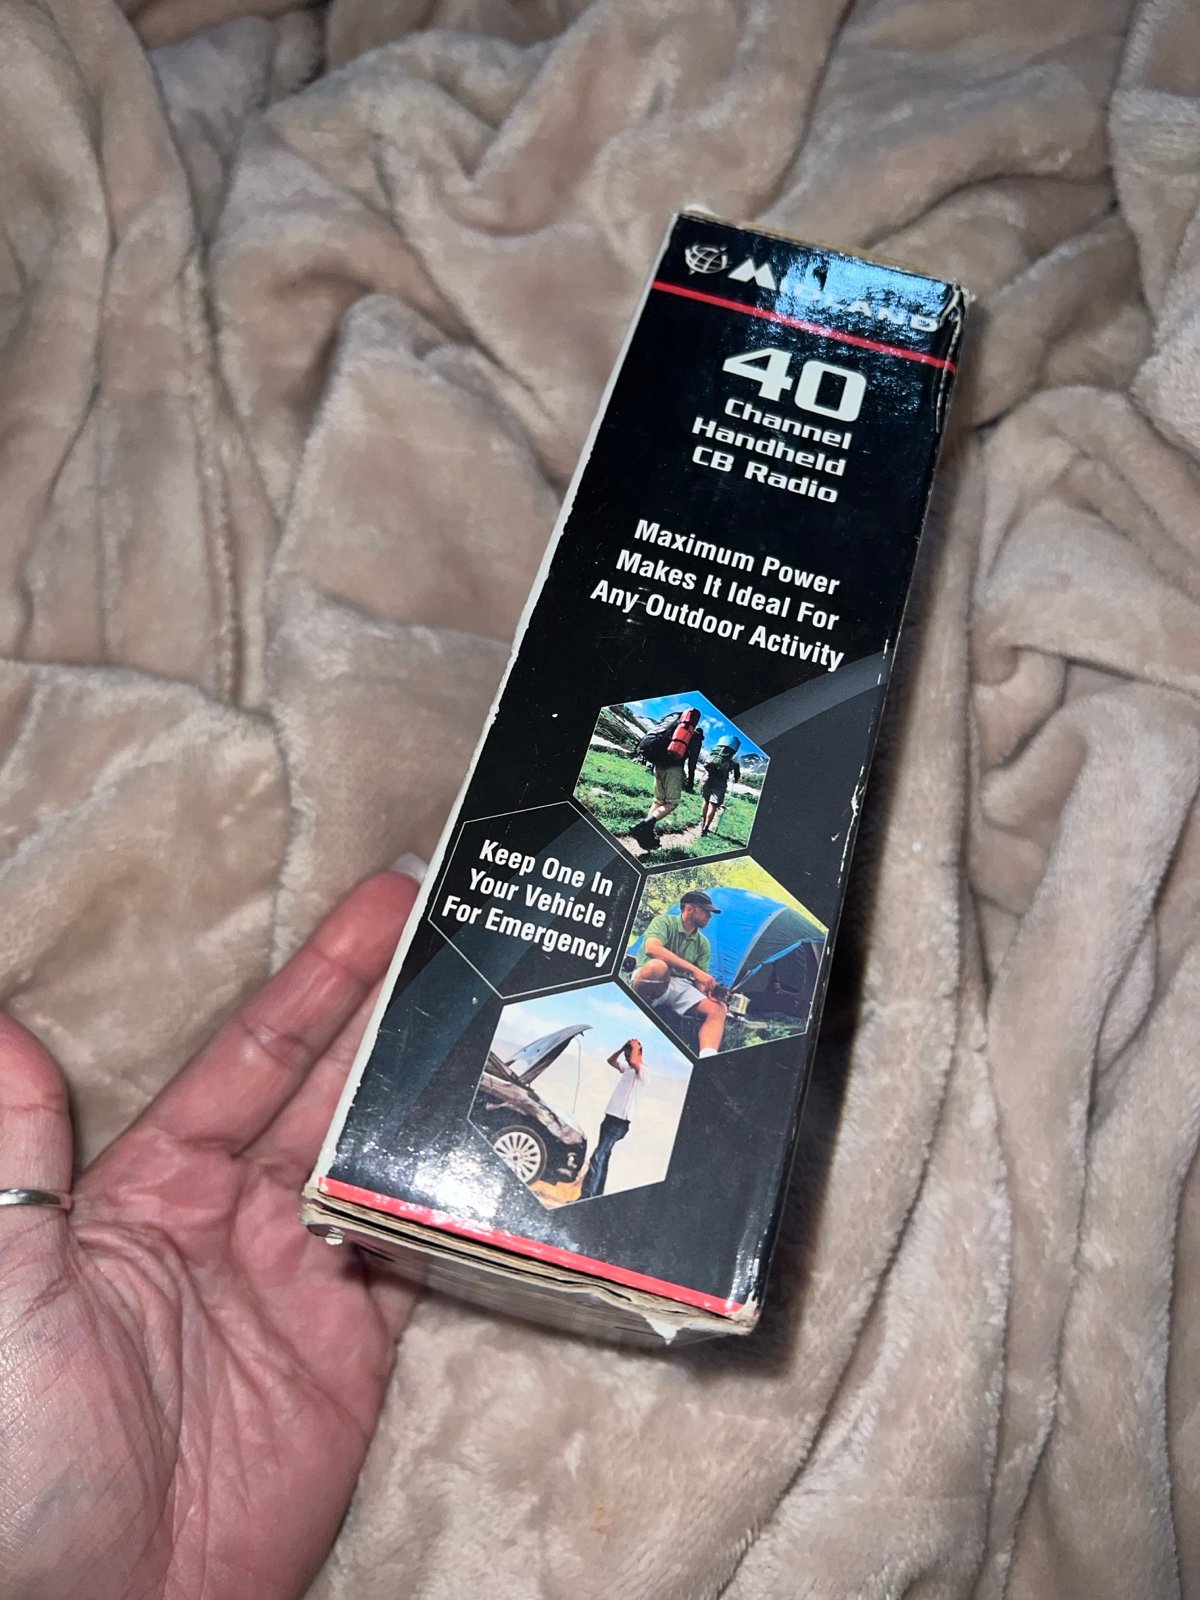 MIDLAND
40
Channel
Handheld
CB Radio
Maximum Power
Makes It Ideal For
Any Outdoor Activity
Keep One In
Your Vehicle
For Emergency